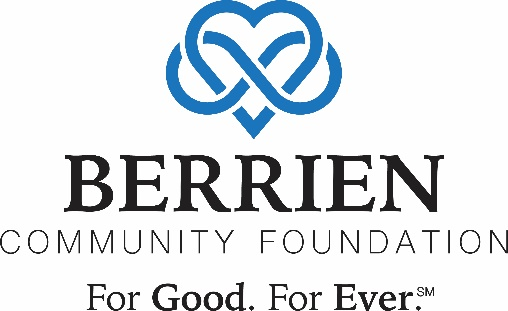 BERRIEN
COMMUNITY FOUNDATION
For Good. For Ever.℠